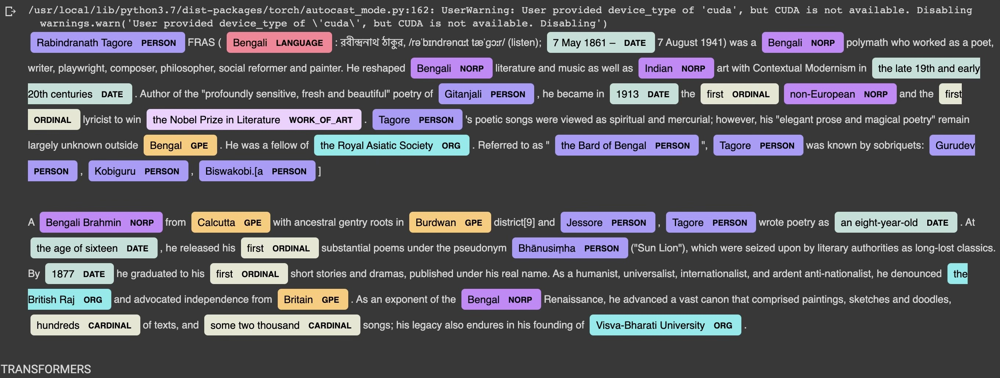 /usr/local/lib/python3.7/dist-packages/torch/autocast_mode.py:162: UserWarning: User provided device_type of 'cuda', but CUDA is not available. Disabling
warnings.warn('User provided device_type of \'cuda\', but CUDA is not available. Disabling')
Rabindranath Tagore PERSON FRAS ( Bengali LANGUAGE : রবীন্দ্রনাথ ঠাকুর, /rəˈbɪndrənɑːt tæˈɡɔːr/ (listen); 7 May 1861 – DATE 7 August 1941) was a Bengali NORP polymath who worked as a poet,
writer, playwright, composer, philosopher, social reformer and painter. He reshaped Bengali NORP literature and music as well as Indian NORP art with Contextual Modernism in the late 19th and early
20th centuries DATE . Author of the "profoundly sensitive, fresh and beautiful" poetry of Gitanjali PERSON , he became in 1913 DATE the first ORDINAL non-European NORP and the first
ORDINAL lyricist to win the Nobel Prize in Literature WORK_OF_ART . Tagore PERSON 's poetic songs were viewed as spiritual and mercurial; however, his "elegant prose and magical poetry" remain
largely unknown outside Bengal GPE . He was a fellow of the Royal Asiatic Society ORG . Referred to as " the Bard of Bengal PERSON ", Tagore PERSON was known by sobriquets: Gurudev
PERSON , Kobiguru PERSON , Biswakobi.[a PERSON ]
A Bengali Brahmin NORP from Calcutta GPE with ancestral gentry roots in Burdwan GPE district[9] and Jessore PERSON , Tagore PERSON wrote poetry as an eight-year-old DATE . At
the age of sixteen DATE , he released his first ORDINAL substantial poems under the pseudonym Bhānusiṃha PERSON ("Sun Lion"), which were seized upon by literary authorities as long-lost classics.
By 1877 DATE he graduated to his first ORDINAL short stories and dramas, published under his real name. As a humanist, universalist, internationalist, and ardent anti-nationalist, he denounced the
British Raj ORG and advocated independence from Britain GPE . As an exponent of the Bengal NORP Renaissance, he advanced a vast canon that comprised paintings, sketches and doodles,
hundreds CARDINAL of texts, and some two thousand CARDINAL songs; his legacy also endures in his founding of Visva-Bharati University ORG .
TRANSFORMERS